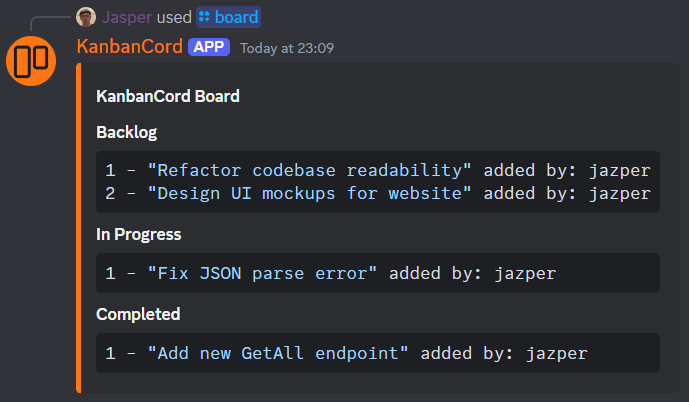 Jasper used board
KanbanCord APP Today at 23:09
KanbanCord Board
Backlog
1 - "Refactor codebase readability" added by: jazper
2 - "Design UI mockups for website" added by: jazper
In Progress
1 - "Fix JSON parse error" added by: jazper
Completed
1 - "Add new GetAll endpoint" added by: jazper